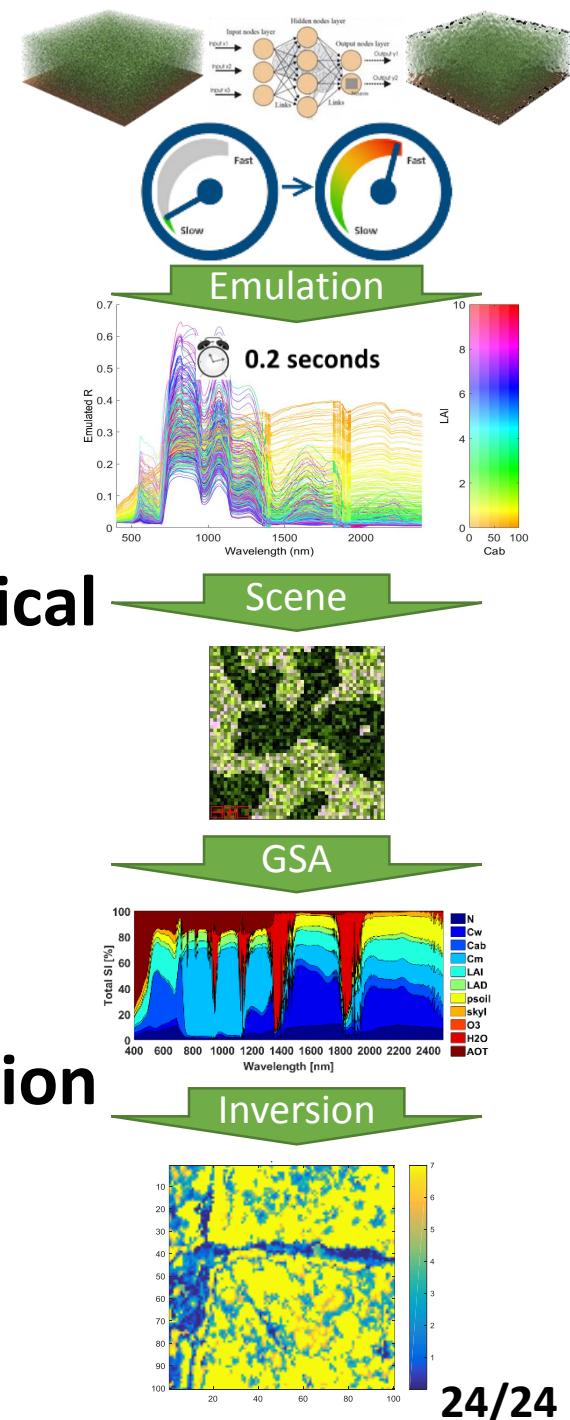 Hidden nodes layer
Input nodes layer
Output nodes layer
Input x1
Input x2
Input x3
Output y1
Output y2
Links
Links
Fast
Slow
Fast
Slow
Emulation
0.2 seconds
Emulated R
0.7
0.6
0.5
0.4
0.3
0.2
0.1
0
500 1000 1500 2000
Wavelength (nm)
LAI
10
8
6
4
2
0
0 50 100
Cab
ical
Scene
GSA
Total SI [%]
100
80
60
40
20
0
400 600 800 1000 1200 1400 1600 1800 2000 2200 2400
Wavelength [nm]
N
Cw
Cab
Cm
LAI
LAD
psoil
skyl
O3
H2O
AOT
ion
Inversion
10
20
30
40
50
60
70
80
90
100
20 40 60 80 100
7
6
5
4
3
2
1
24/24